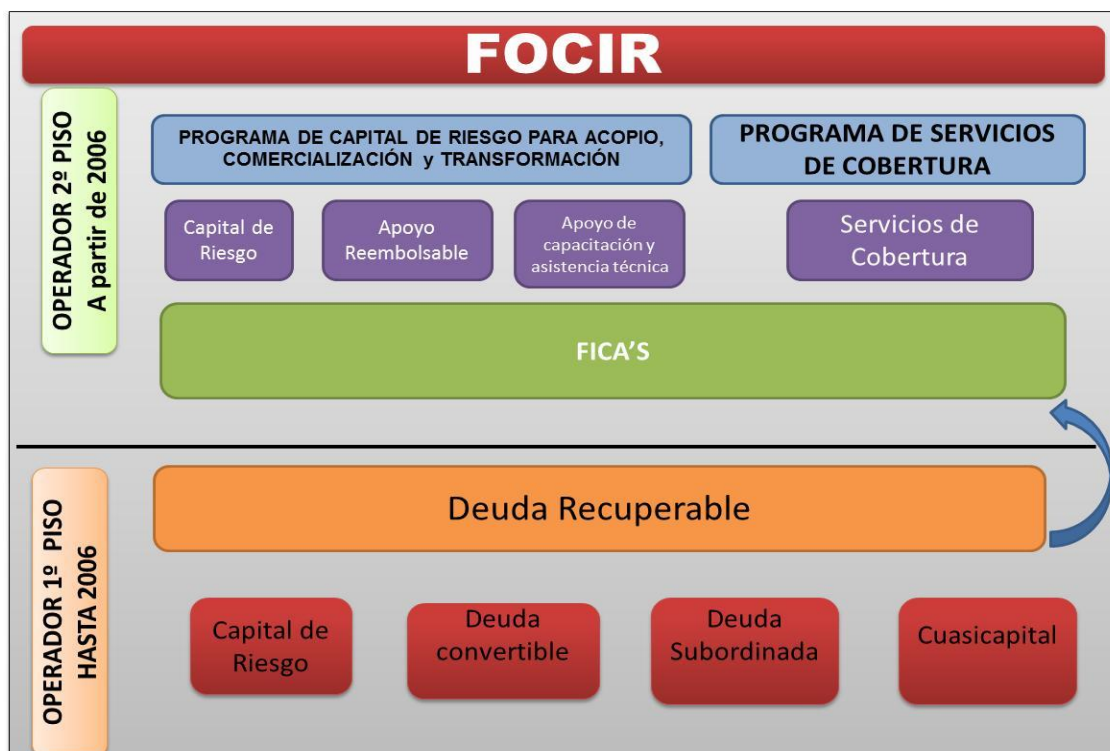 FOCIR
OPERADOR 2º PISO
A partir de 2006
PROGRAMA DE CAPITAL DE RIESGO PARA ACOPIO,
COMERCIALIZACIÓN y TRANSFORMACIÓN
PROGRAMA DE SERVICIOS
DE COBERTURA
Capital de
Riesgo
Apoyo
Reembolsable
Apoyo de
capacitación y
asistencia técnica
Servicios de
Cobertura
FICA'S
OPERADOR 1º PISO
HASTA 2006
Deuda Recuperable
Capital de
Riesgo
Deuda
convertible
Deuda
Subordinada
Cuasicapital